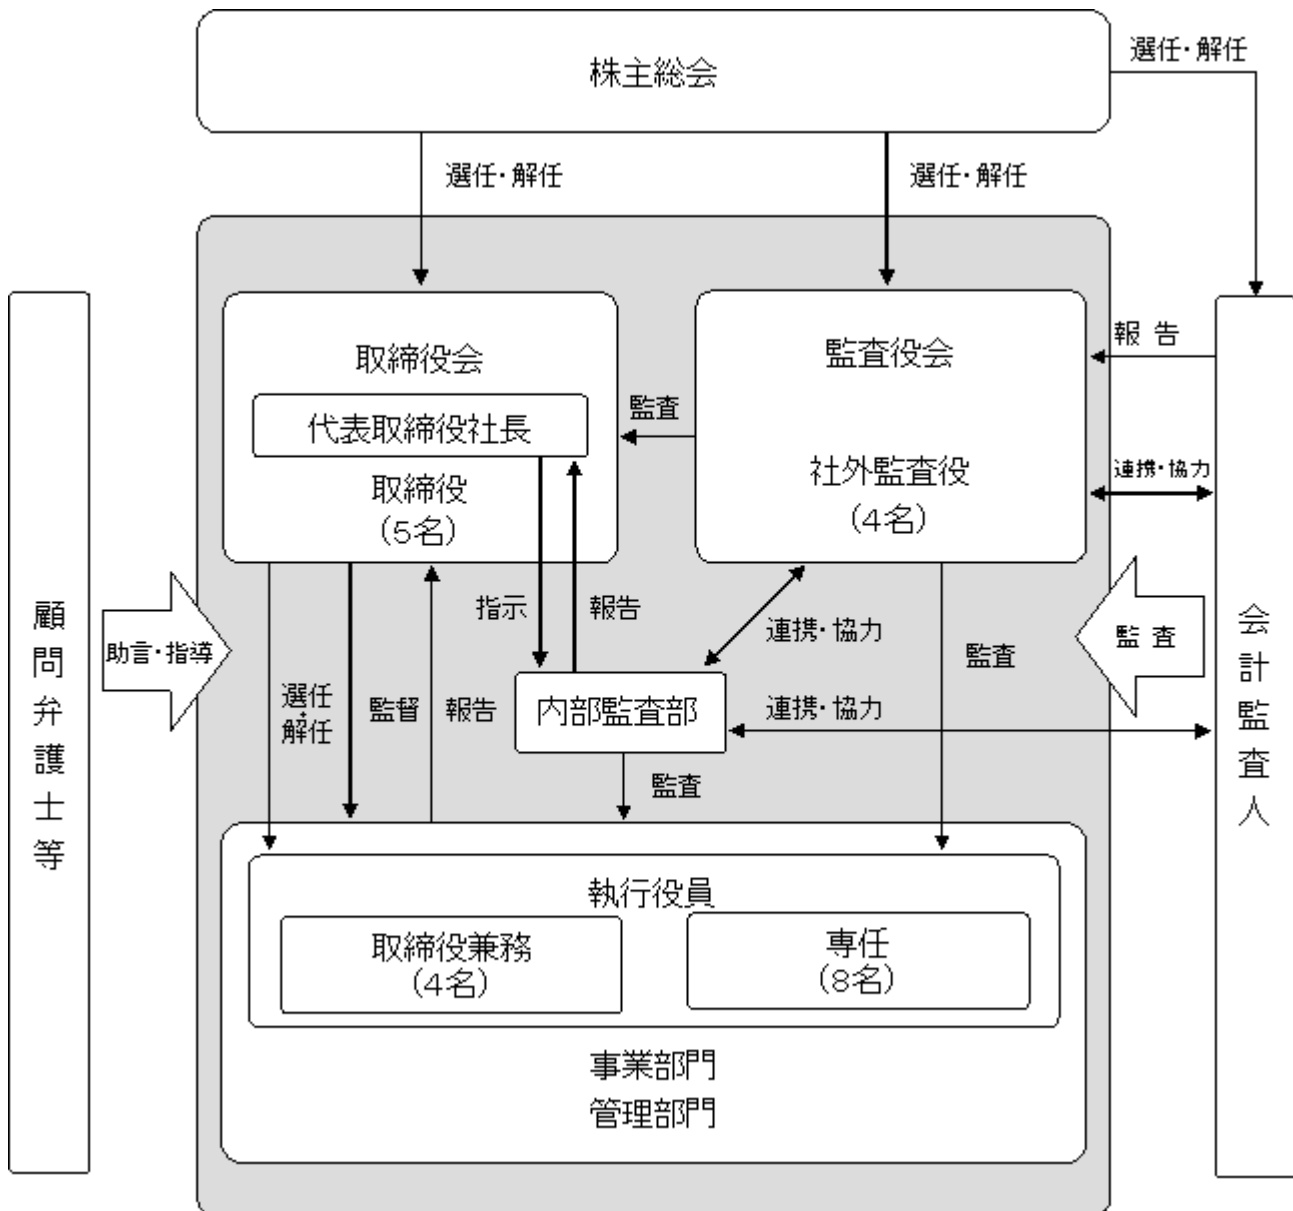 株主総会
選任・解任
選任・解任
選任・解任
取締役会
代表取締役社長
取締役
(5名)
監査
監査役会
社外監査役
(4名)
報告
連携・協力
顧問弁護士等
助言・指導
会計監査人
監査
指示
報告
連携・協力
監査
選任・解任
監督
報告
内部監査部
連携・協力
監査
執行役員
取締役兼務
(4名)
専任
(8名)
事業部門
管理部門